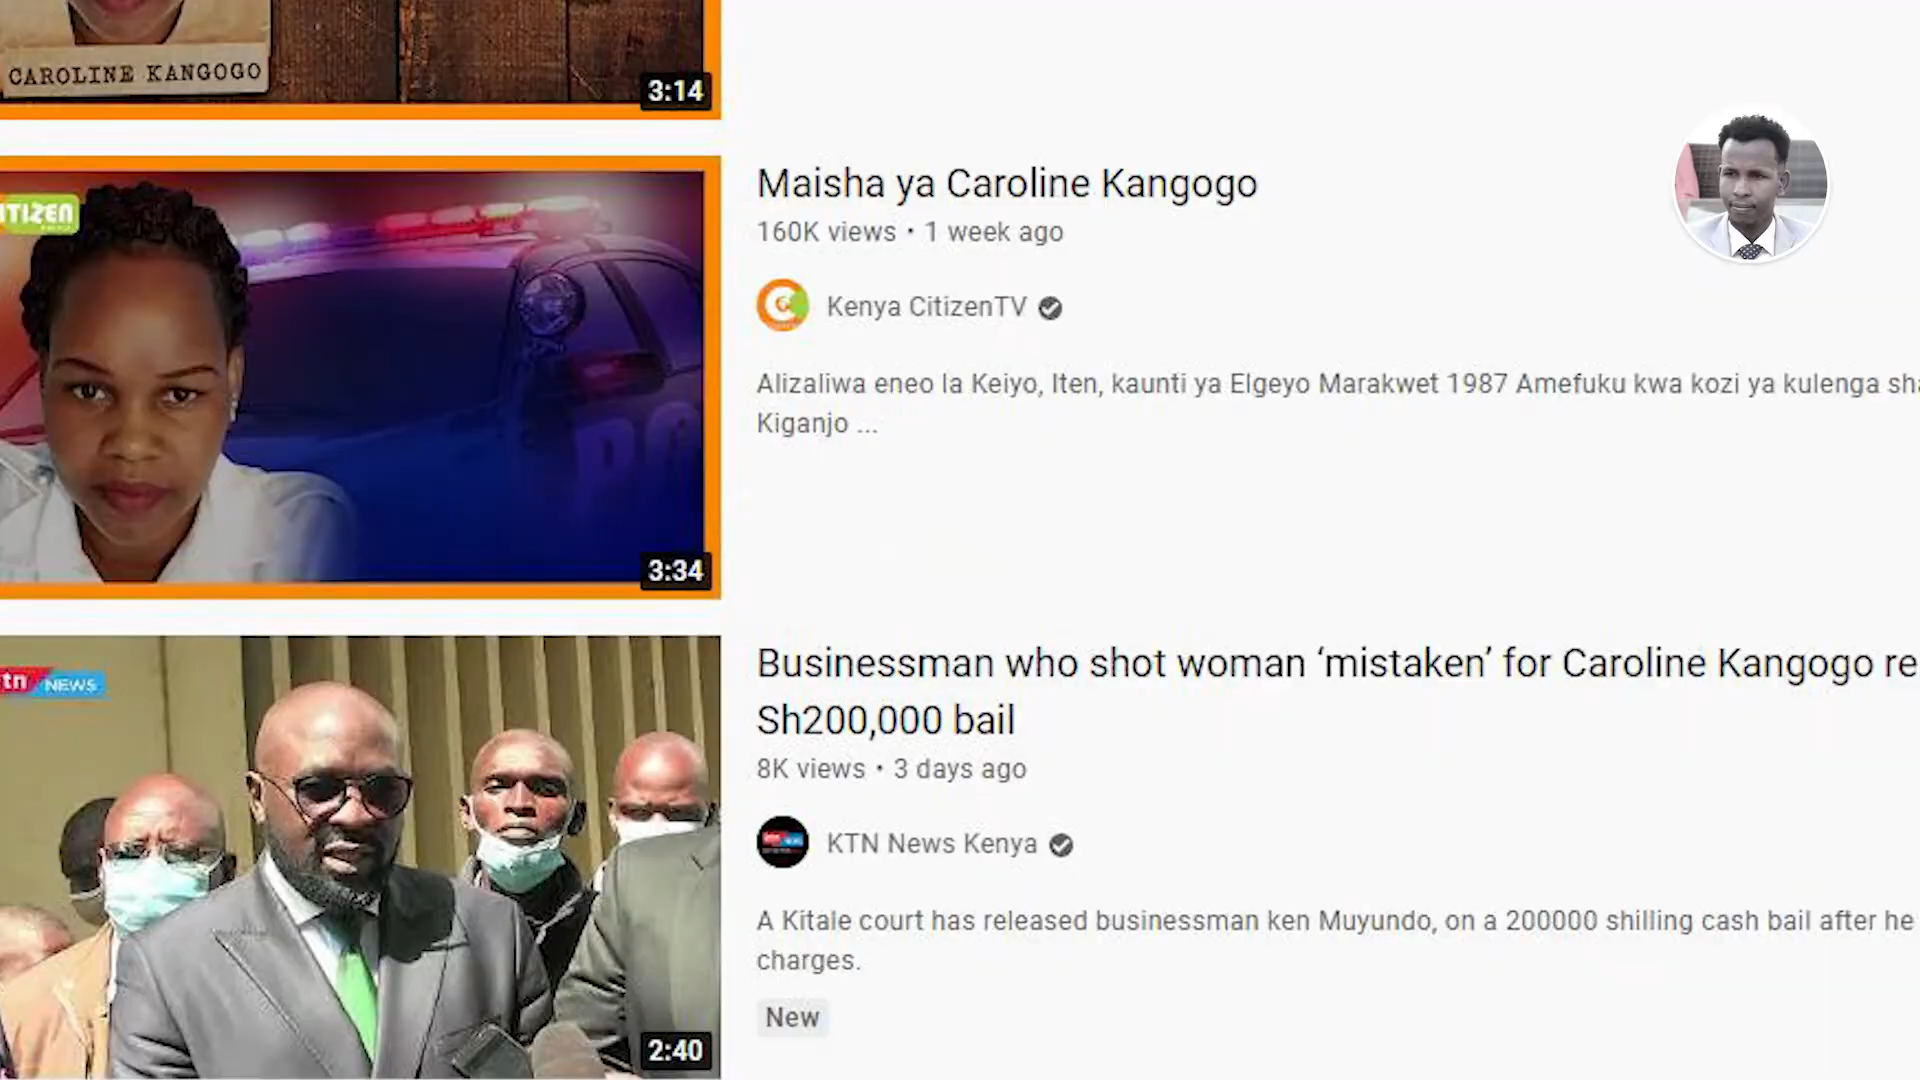 CAROLINE KANGOGO
3:14
Maisha ya Caroline Kangogo
160K views • 1 week ago
Kenya CitizenTV
Alizaliwa eneo la Keiyo, Iten, kaunti ya Elgeyo Marakwet 1987 Amefuku kwa kozi ya kulenga
Kiganjo ...
3:34
Businessman who shot woman ‘mistaken’ for Caroline Kangogo
Sh200,000 bail
8K views • 3 days ago
NEWS
KTN News Kenya
A Kitale court has released businessman ken Muyundo, on a 200000 shilling cash bail after he
charges.
New
2:40